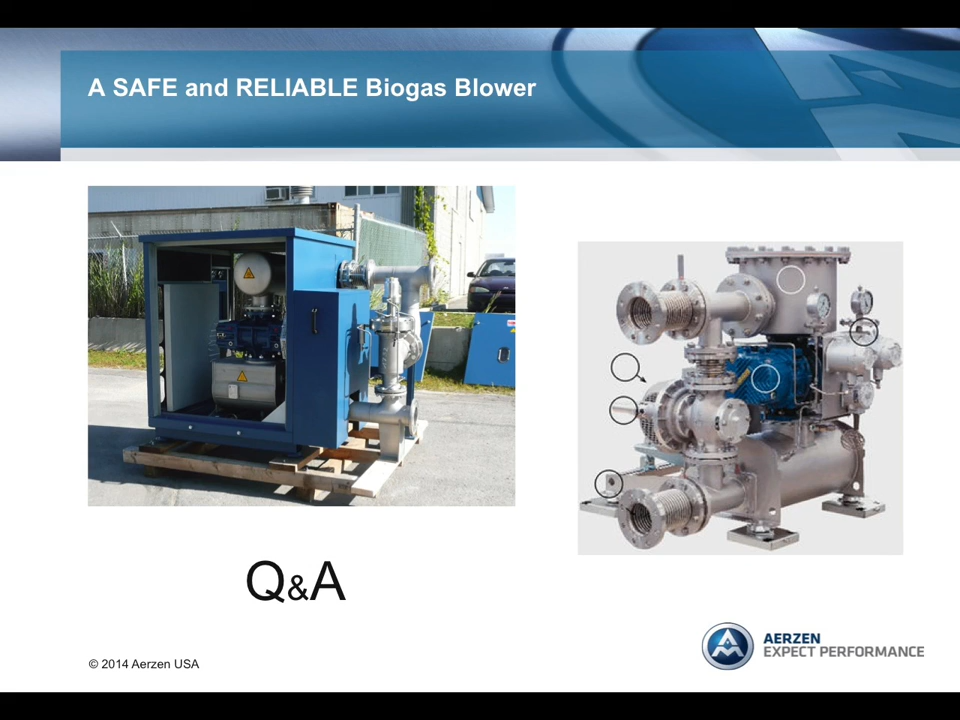 A SAFE and RELIABLE Biogas Blower
Q&A
© 2014 Aerzen USA
AERZEN
EXPECT PERFORMANCE